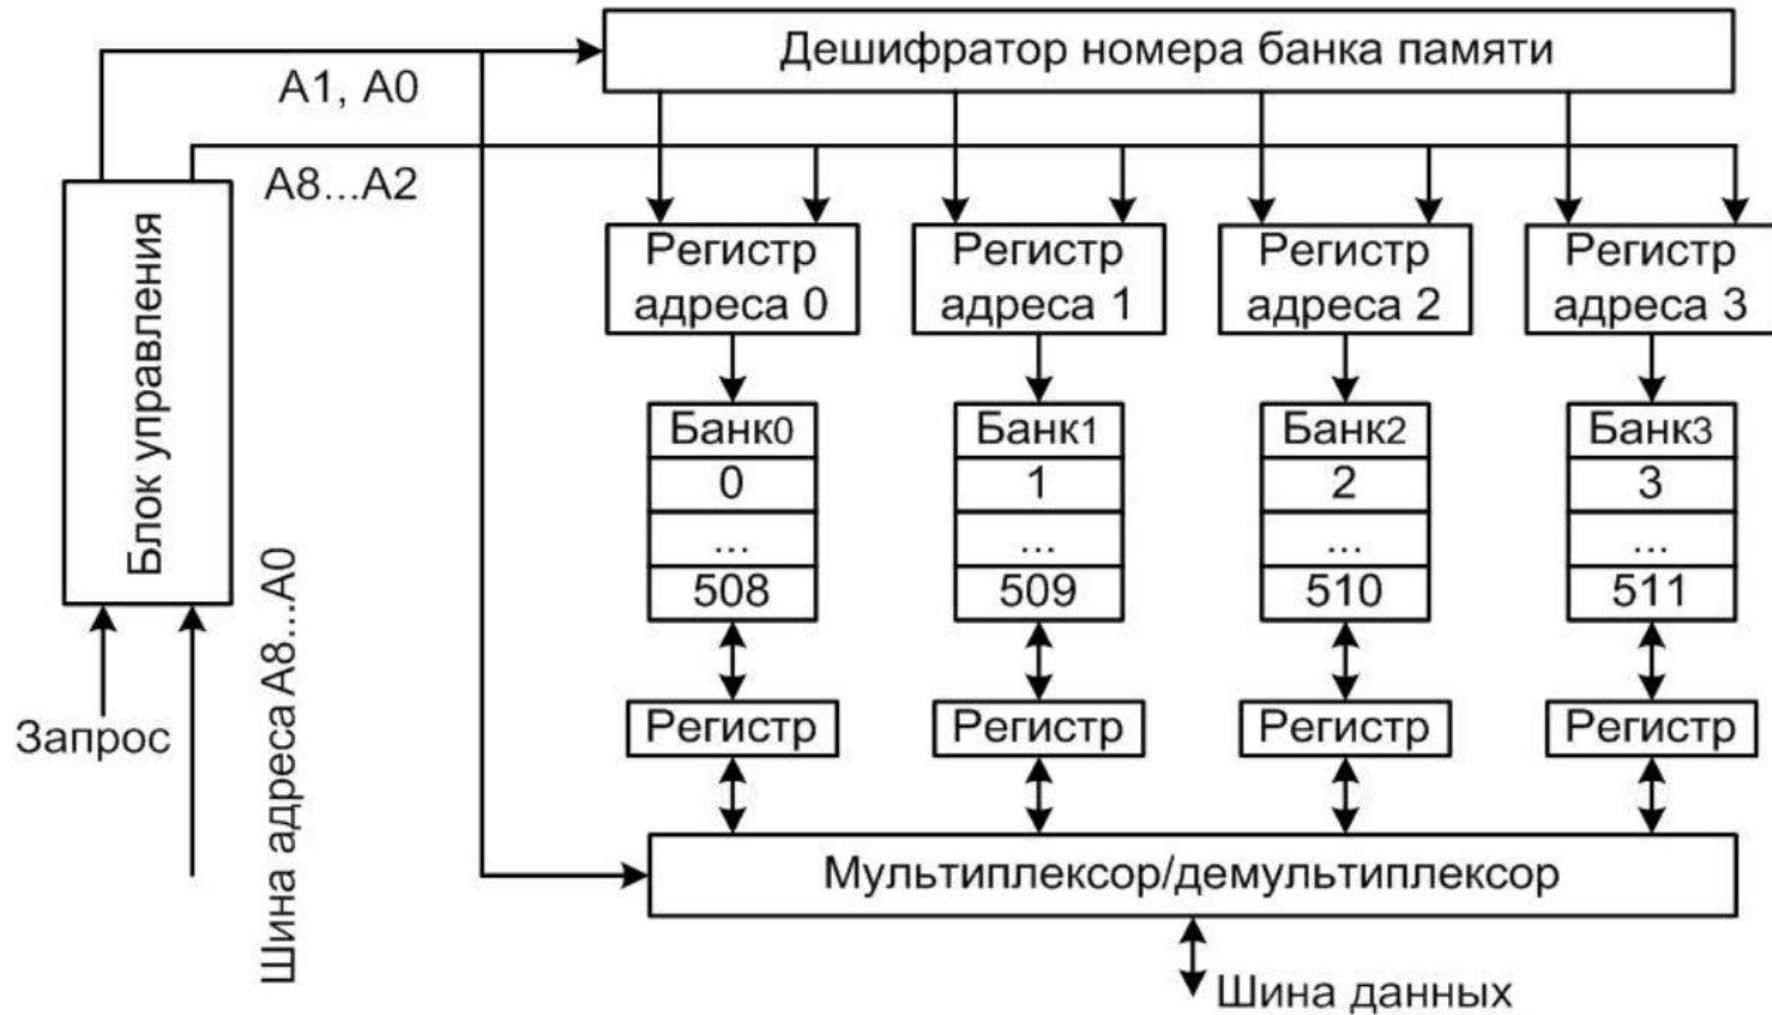 Дешифратор номера банка памяти
A1, A0
A8...A2
Блок управления
Запрос
Шина адреса A8...A0
Регистр
адреса 0
Регистр
адреса 1
Регистр
адреса 2
Регистр
адреса 3
Банк0
0
...
508
Банк1
1
...
509
Банк2
2
...
510
Банк3
3
...
511
Регистр
Регистр
Регистр
Регистр
Мультиплексор/демультиплексор
Шина данных